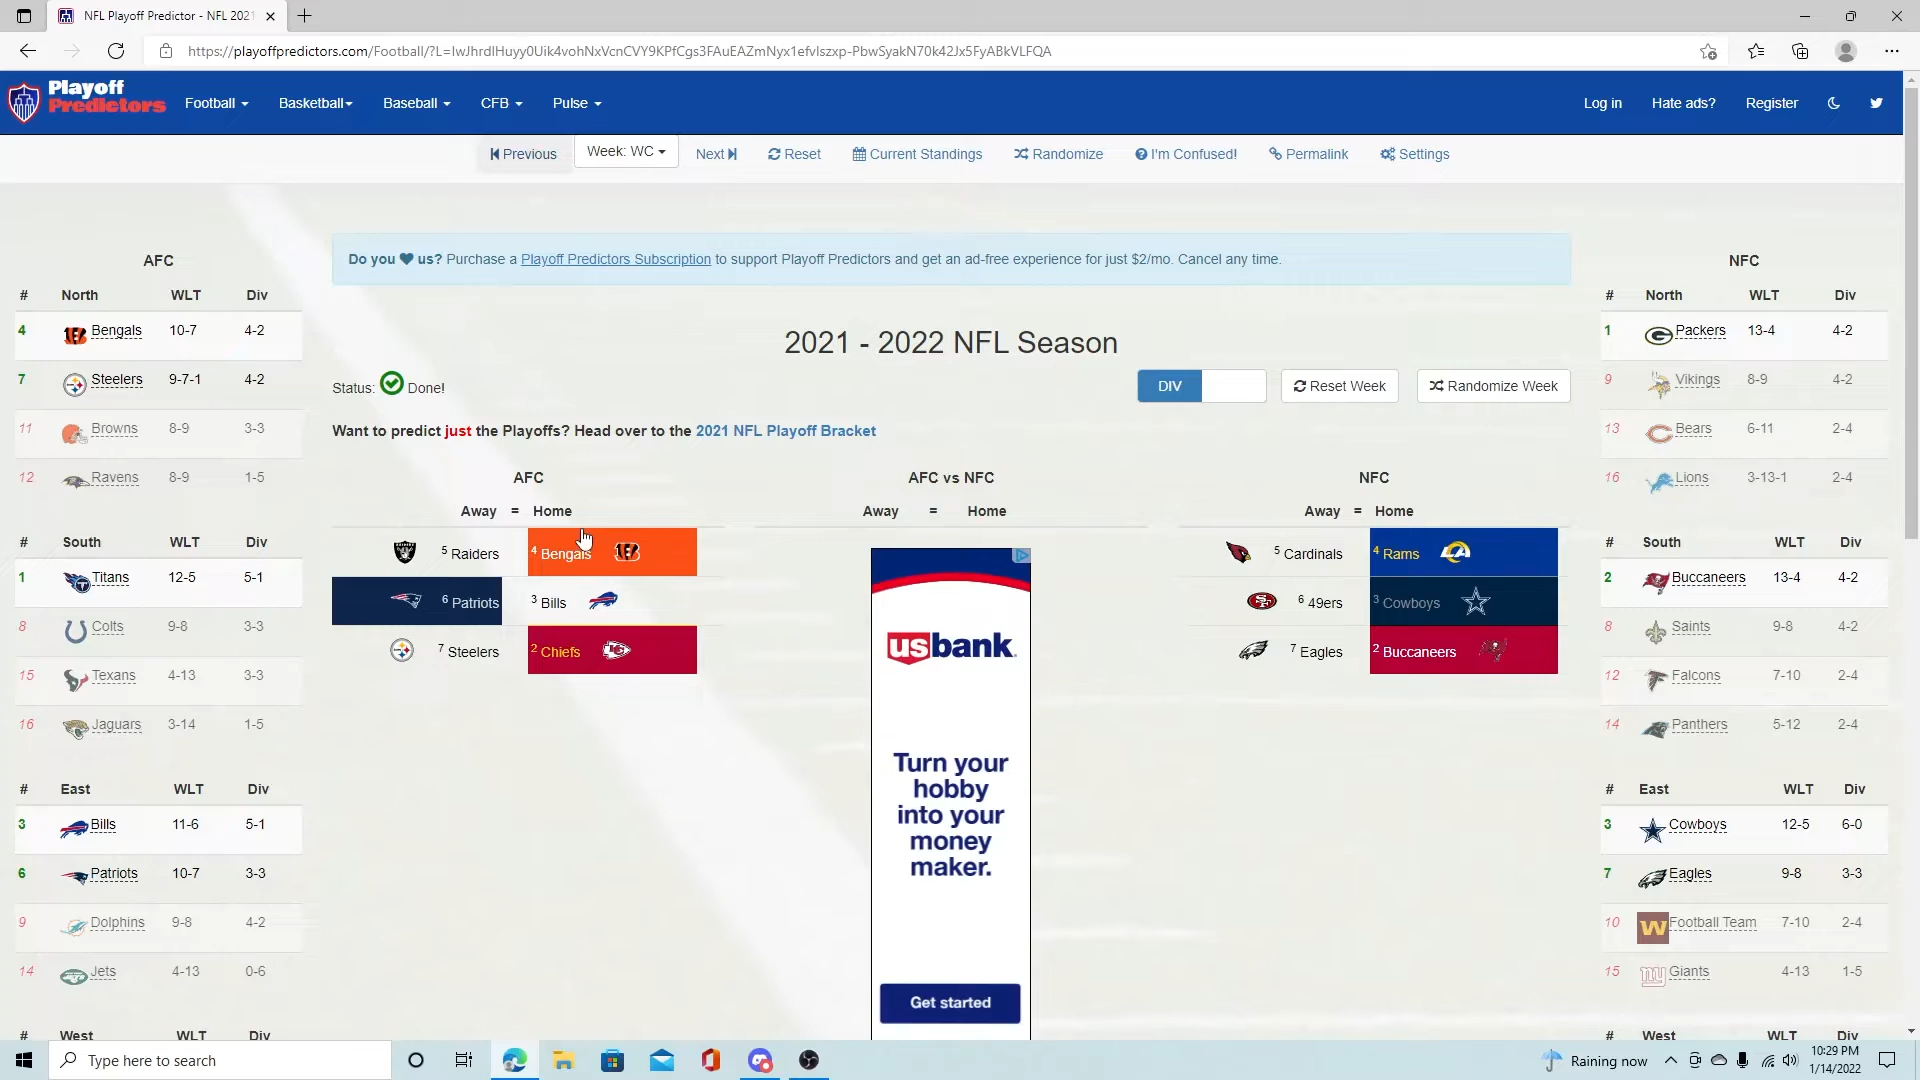 NFL Playoff Predictor - NFL 2021
https://playoffpredictors.com/Football/?L=IwJhrdIHuyy0Uik4vohNxVcnCVY9KPfCgs3FAuEAZmNyx1efvlszxp-PbwSyakN70k42Jx5FyABkVLFQA
Playoff Predictors
Football Basketball Baseball CFB Pulse Log in Hate ads? Register
Previous Week: WC Next Reset Current Standings Randomize I'm Confused! Permalink Settings
Do you us? Purchase a Playoff Predictors Subscription to support Playoff Predictors and get an ad-free experience for just $2/mo. Cancel any time.
2021 - 2022 NFL Season
Status: Done!
DIV Reset Week Randomize Week
Want to predict just the Playoffs? Head over to the 2021 NFL Playoff Bracket
AFC
# North WLT Div
4 Bengals 10-7 4-2
7 Steelers 9-7-1 4-2
11 Browns 8-9 3-3
12 Ravens 8-9 1-5
# South WLT Div
1 Titans 12-5 5-1
8 Colts 9-8 3-3
15 Texans 4-13 3-3
16 Jaguars 3-14 1-5
# East WLT Div
3 Bills 11-6 5-1
6 Patriots 10-7 3-3
9 Dolphins 9-8 4-2
14 Jets 4-13 0-6
# West WLT Div
AFC
Away = Home
5 Raiders 4 Bengals
6 Patriots 3 Bills
7 Steelers 2 Chiefs
AFC vs NFC
Away = Home
usbank
Turn your
hobby
into your
money
maker.
Get started
NFC
Away = Home
5 Cardinals 4 Rams
6 49ers 3 Cowboys
7 Eagles 2 Buccaneers
NFC
# North WLT Div
1 Packers 13-4 4-2
9 Vikings 8-9 4-2
13 Bears 6-11 2-4
16 Lions 3-13-1 2-4
# South WLT Div
2 Buccaneers 13-4 4-2
8 Saints 9-8 4-2
12 Falcons 7-10 2-4
14 Panthers 5-12 2-4
# East WLT Div
3 Cowboys 12-5 6-0
7 Eagles 9-8 3-3
10 Football Team 7-10 2-4
15 Giants 4-13 1-5
# West WLT Div
Type here to search
Raining now
10:29 PM
1/14/2022